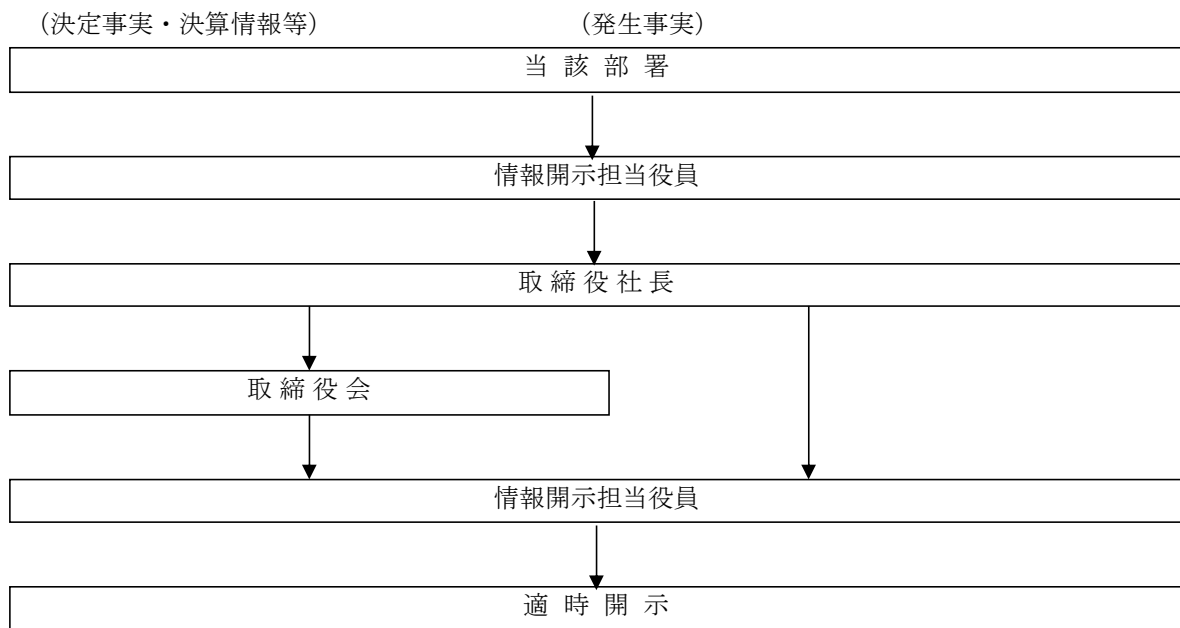 （決定事実・決算情報等） （発生事実）
当 該 部 署
情報開示担当役員
取 締 役 社 長
取 締 役 会
情報開示担当役員
適 時 開 示